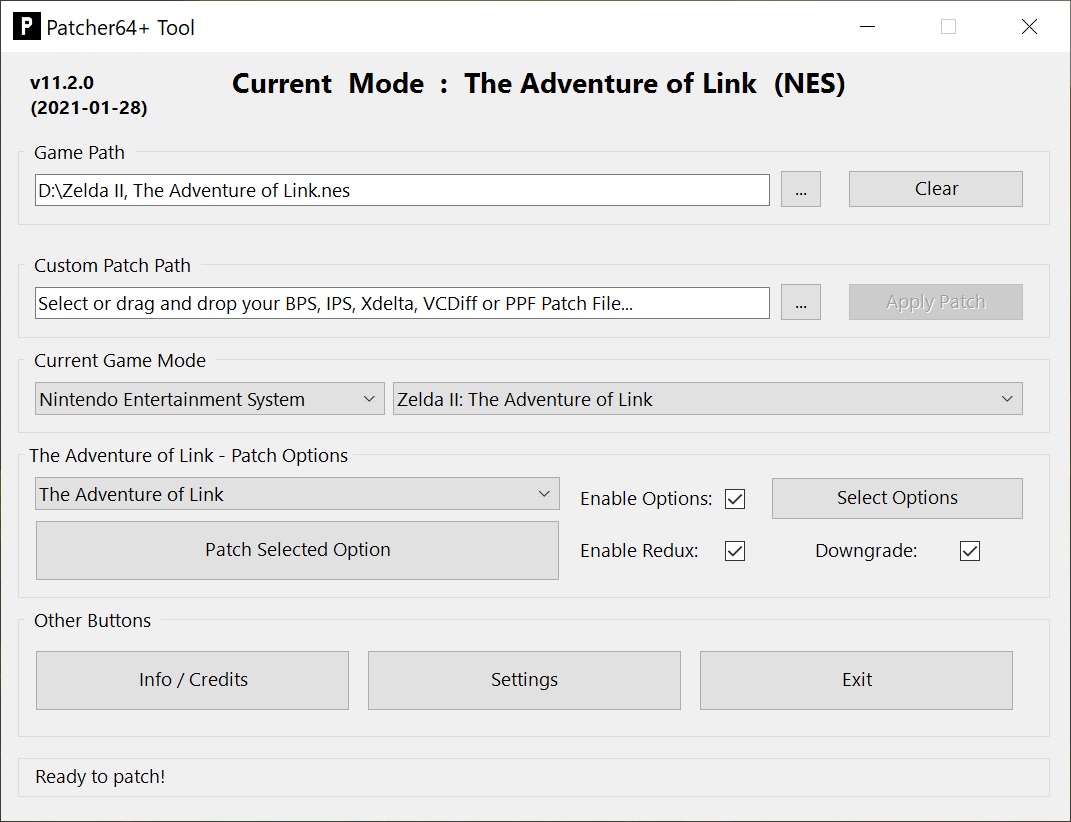 P Patcher64+ Tool
v11.2.0
(2021-01-28)
Current Mode : The Adventure of Link (NES)
Game Path
D:\Zelda II, The Adventure of Link.nes ... Clear
Custom Patch Path
Select or drag and drop your BPS, IPS, Xdelta, VCDiff or PPF Patch File... ... Apply Patch
Current Game Mode
Nintendo Entertainment System Zelda II: The Adventure of Link
The Adventure of Link - Patch Options
The Adventure of Link Enable Options: Select Options
Patch Selected Option Enable Redux: Downgrade:
Other Buttons
Info / Credits Settings Exit
Ready to patch!